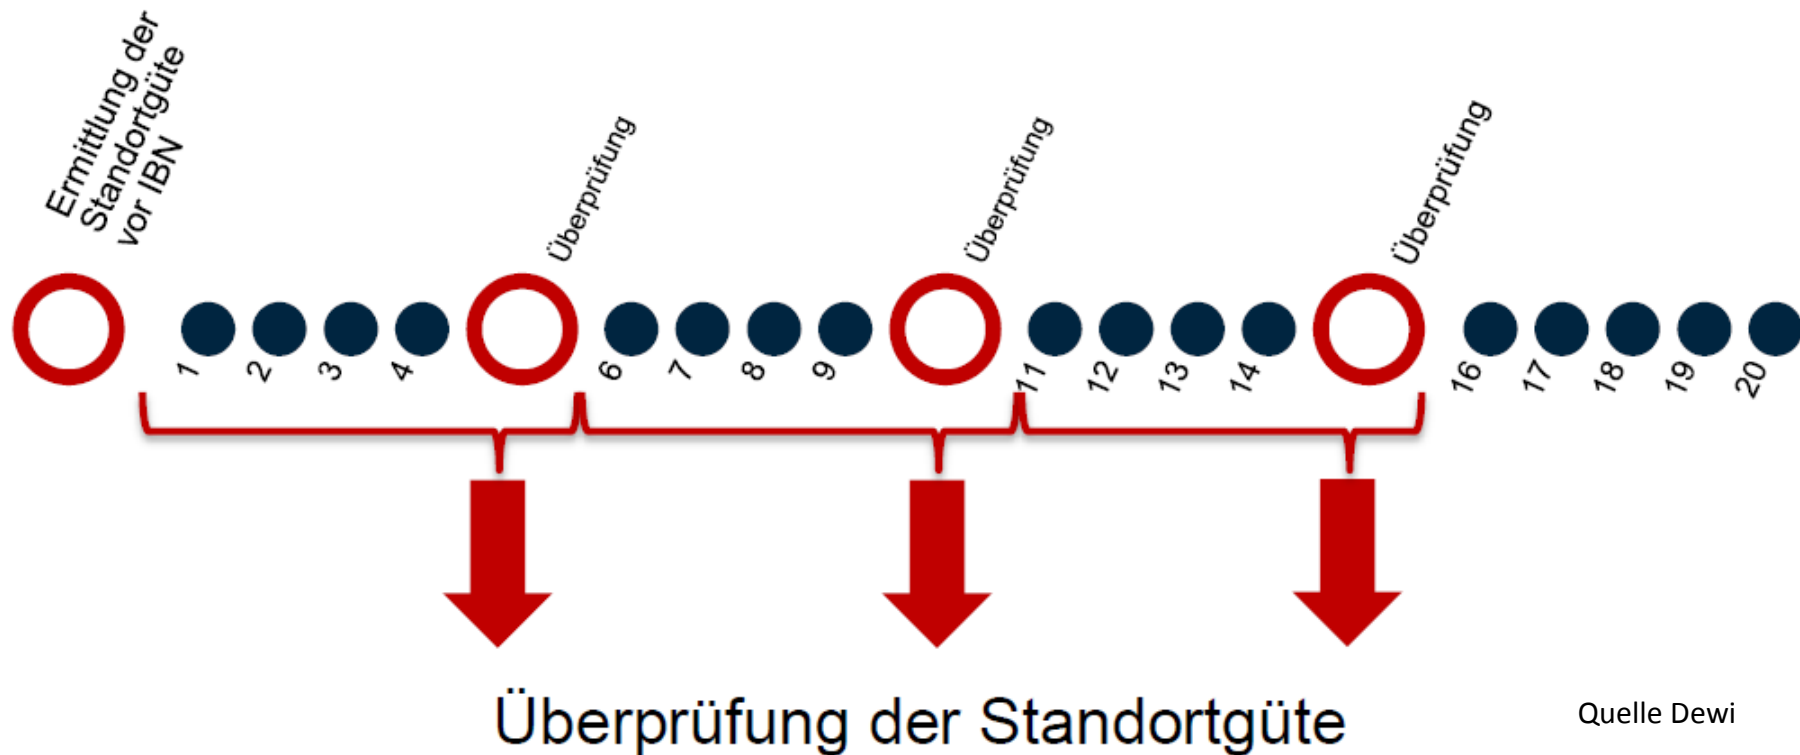 Ermittlung der
Standortgüte
vor IBN
Überprüfung
Überprüfung
Überprüfung
1
2
3
4
6
7
8
9
11
12
13
14
16
17
18
19
20
Überprüfung der Standortgüte
Quelle Dewi